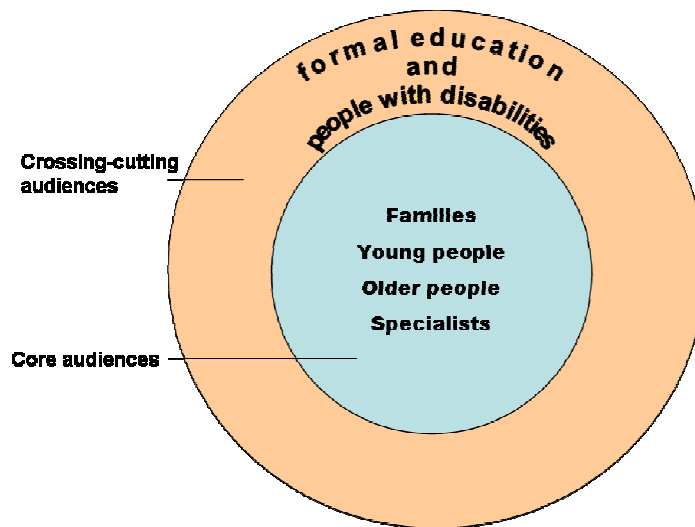 formal education
and
people with disabilities
Crossing-cutting
audiences
Families
Young people
Older people
Specialists
Core audiences